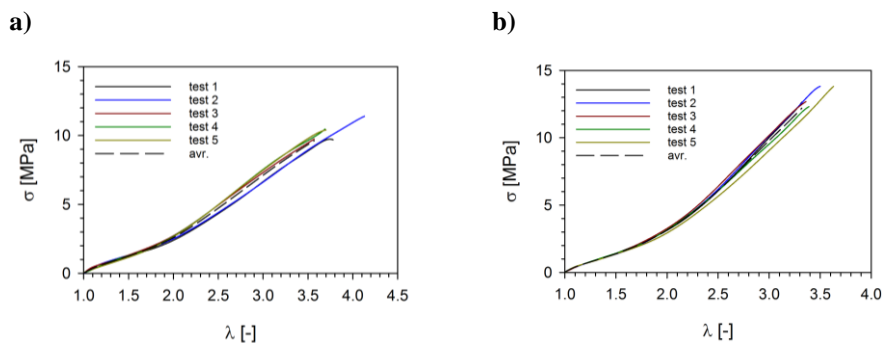 a)
15
10
5
0
σ [MPa]
test 1
test 2
test 3
test 4
test 5
avr.
1.0 1.5 2.0 2.5 3.0 3.5 4.0 4.5
λ [-]
b)
15
10
5
0
σ [MPa]
test 1
test 2
test 3
test 4
test 5
avr.
1.0 1.5 2.0 2.5 3.0 3.5 4.0
λ [-]